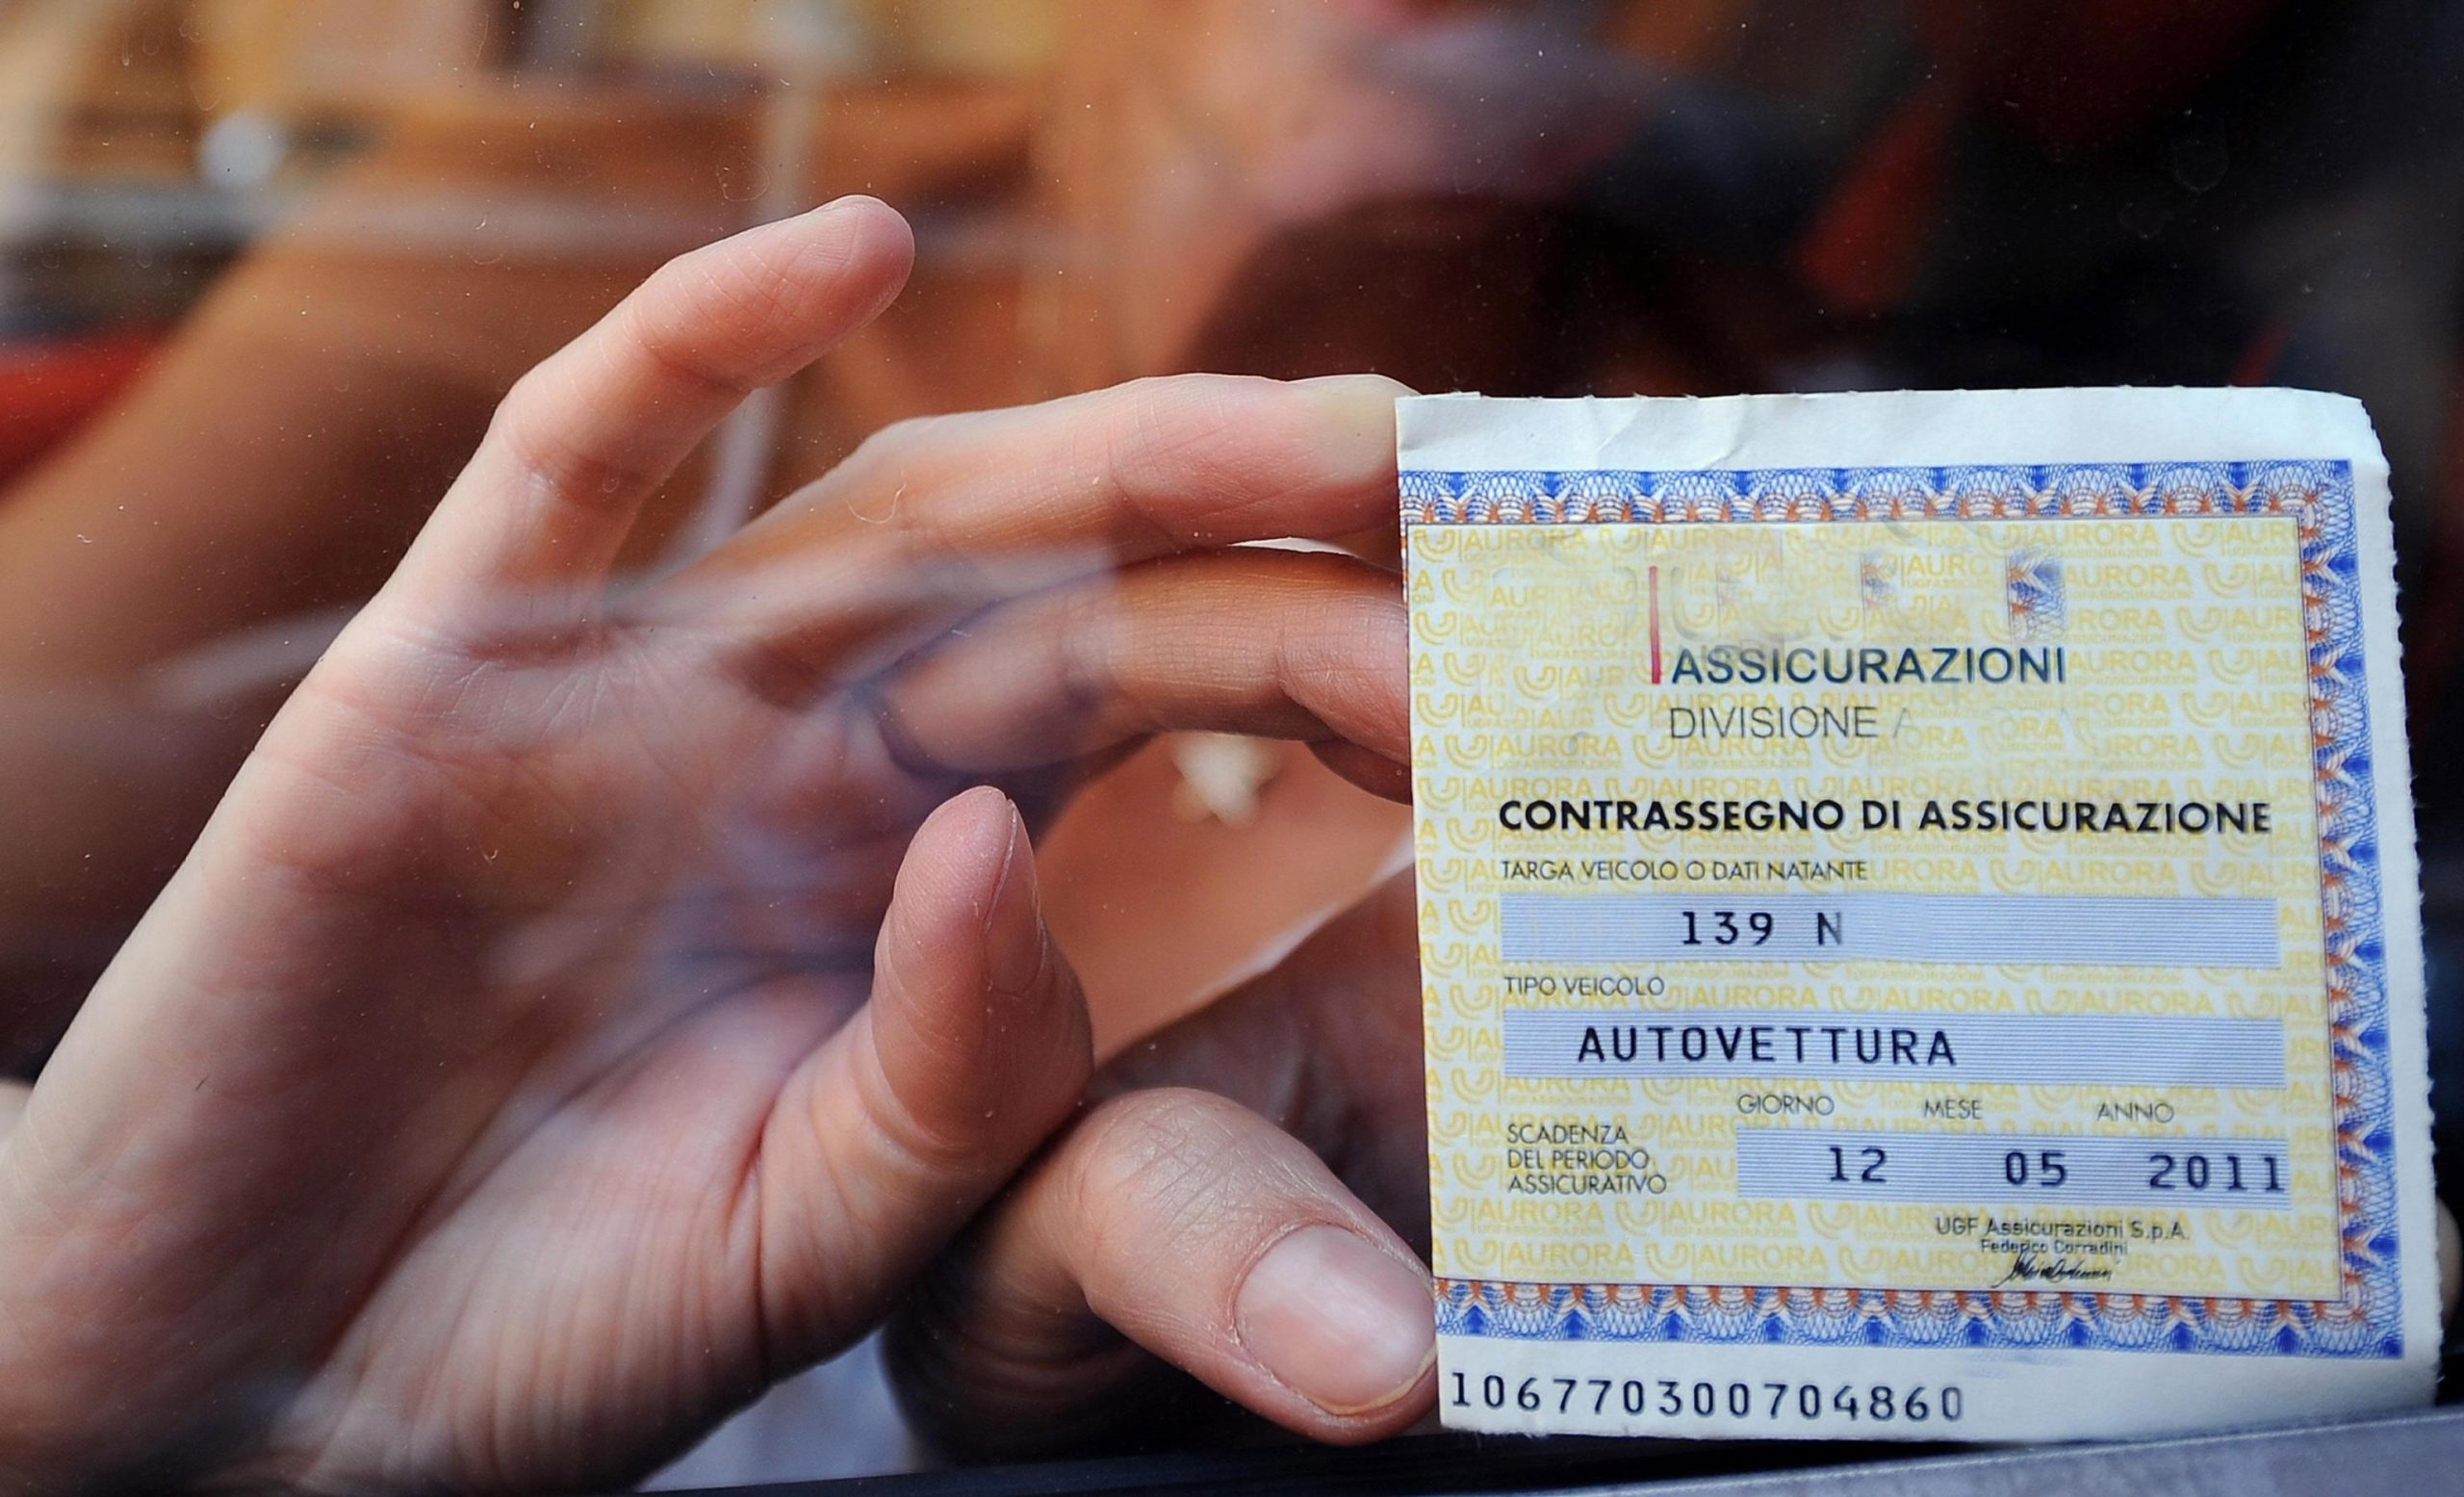 ASSICURAZIONI
DIVISIONE
CONTRASSEGNO DI ASSICURAZIONE
TARGA VEICOLO O DATI NATANTE
139 N
TIPO VEICOLO
AUTOVETTURA
GIORNO MESE ANNO
SCADENZA
DEL PERIODO
ASSICURATIVO
12 05 2011
UGF Assicurazioni S.p.A.
Federico Corradini
106770300704860